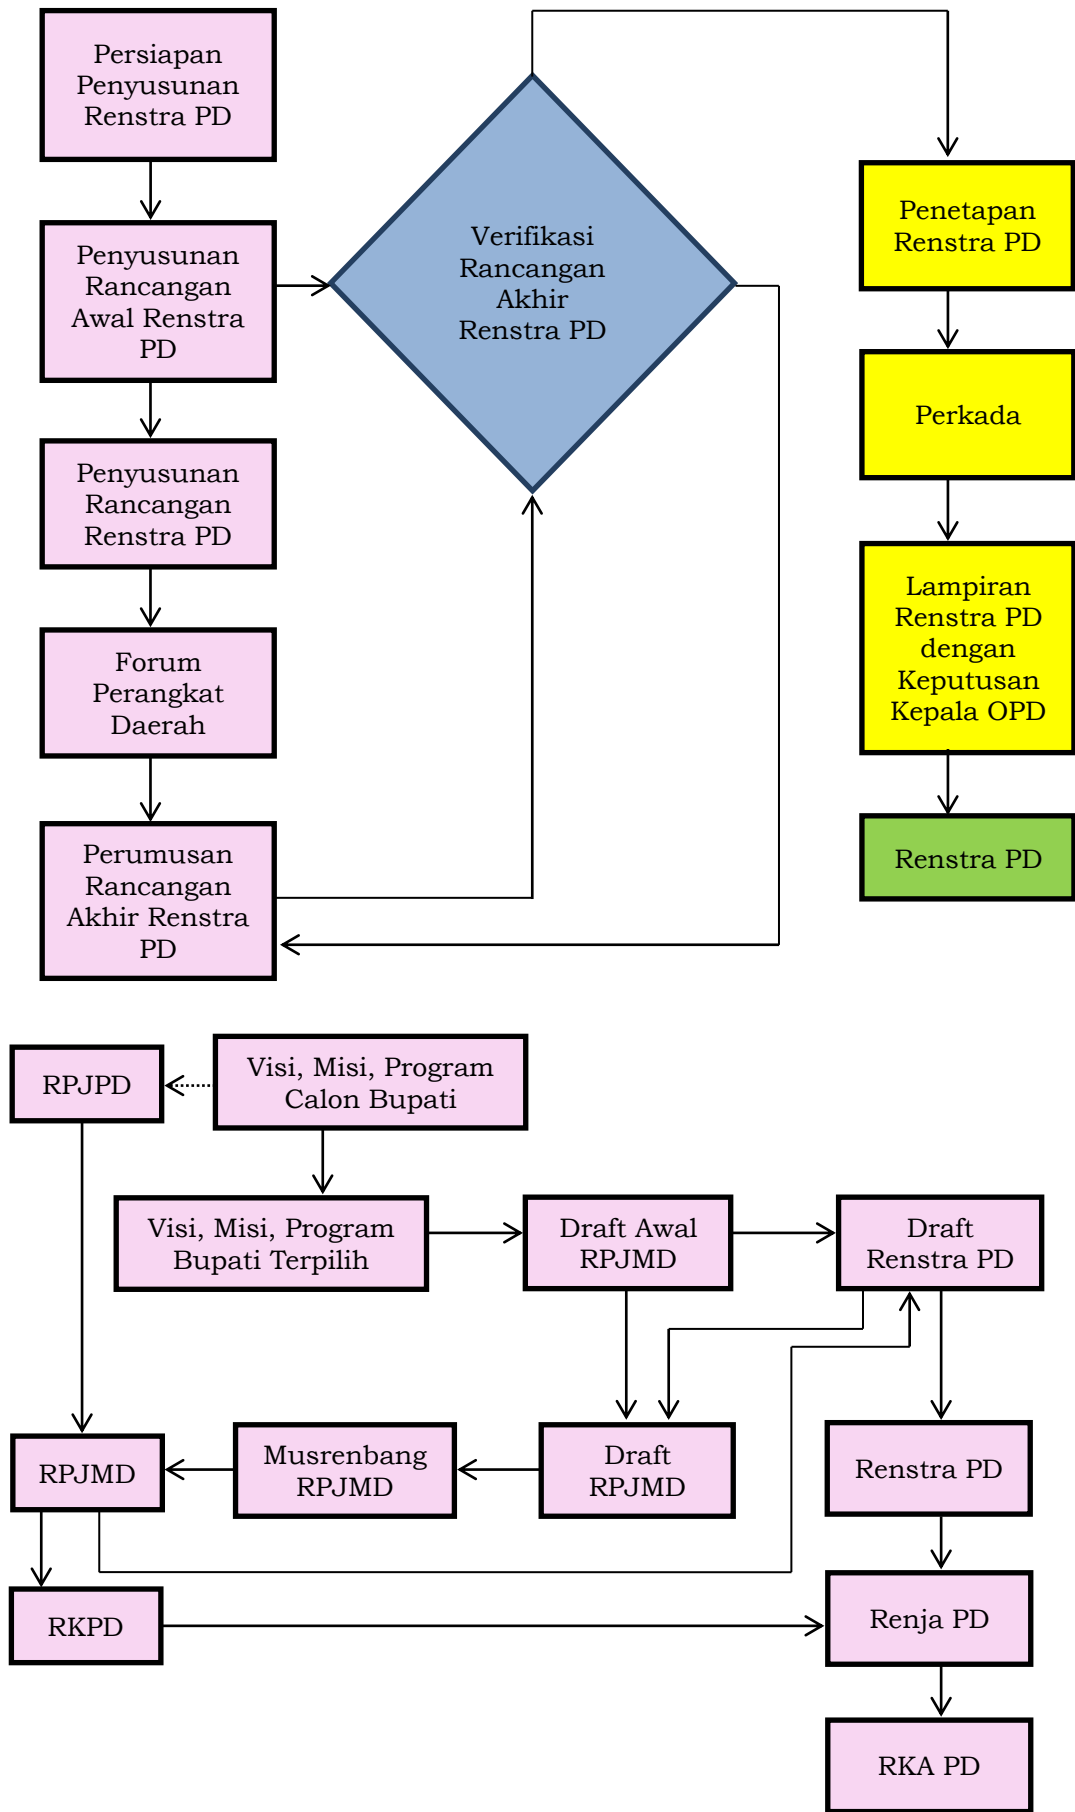 Persiapan
Penyusunan
Renstra PD
Penyusunan
Rancangan
Awal Renstra
PD
Penyusunan
Rancangan
Renstra PD
Forum
Perangkat
Daerah
Perumusan
Rancangan
Akhir Renstra
PD
Verifikasi
Rancangan
Akhir
Renstra PD
Penetapan
Renstra PD
Perkada
Lampiran
Renstra PD
dengan
Keputusan
Kepala OPD
Renstra PD
RPJPD
Visi, Misi, Program
Calon Bupati
Visi, Misi, Program
Bupati Terpilih
Draft Awal
RPJMD
Draft
Renstra PD
RPJMD
Musrenbang
RPJMD
Draft
RPJMD
Renstra PD
RKPD
Renja PD
RKA PD